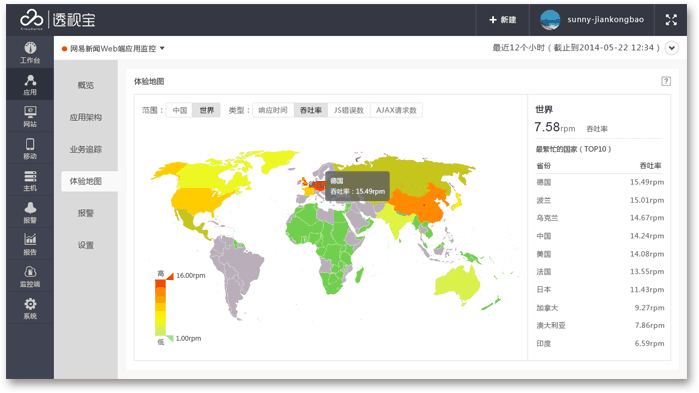 透视宝
Cloudwise
+ 新建
sunny-jiankongbao
网易新闻Web端应用监控
最近12个小时 ( 截止到2014-05-22 12:34 )
工作台
应用
网站
移动
主机
报警
报告
监控端
系统
概览
应用架构
业务追踪
体验地图
报警
设置
体验地图
?
范围： 中国 世界 类型： 响应时间 吞吐率 JS错误数 AJAX请求数
德国
吞吐率：15.49rpm
高 16.00rpm
低 1.00rpm
世界
7.58rpm 吞吐率
最繁忙的国家（TOP10）
省份 吞吐率
德国 15.49rpm
波兰 15.01rpm
乌克兰 14.67rpm
中国 14.24rpm
美国 14.08rpm
法国 13.55rpm
日本 11.43rpm
加拿大 9.27rpm
澳大利亚 7.86rpm
印度 6.59rpm